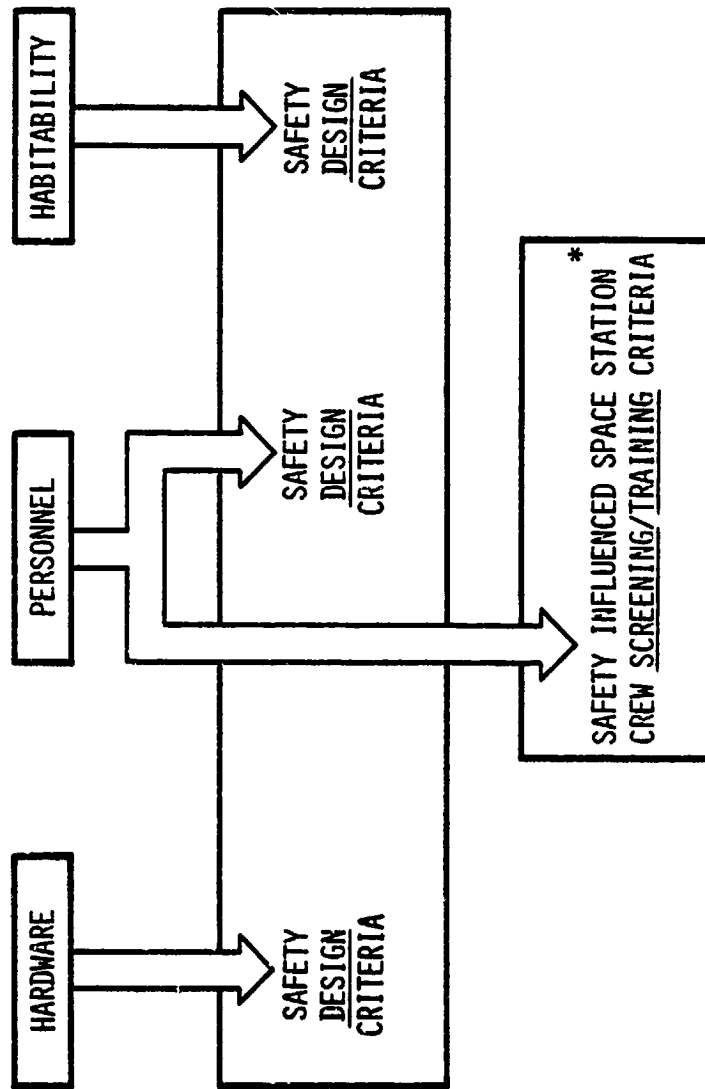 HARDWARE
PERSONNEL
HABITABILITY
SAFETY
DESIGN
CRITERIA
SAFETY
DESIGN
CRITERIA
SAFETY
DESIGN
CRITERIA
SAFETY INFLUENCED SPACE STATION*
CREW SCREENING/TRAINING CRITERIA